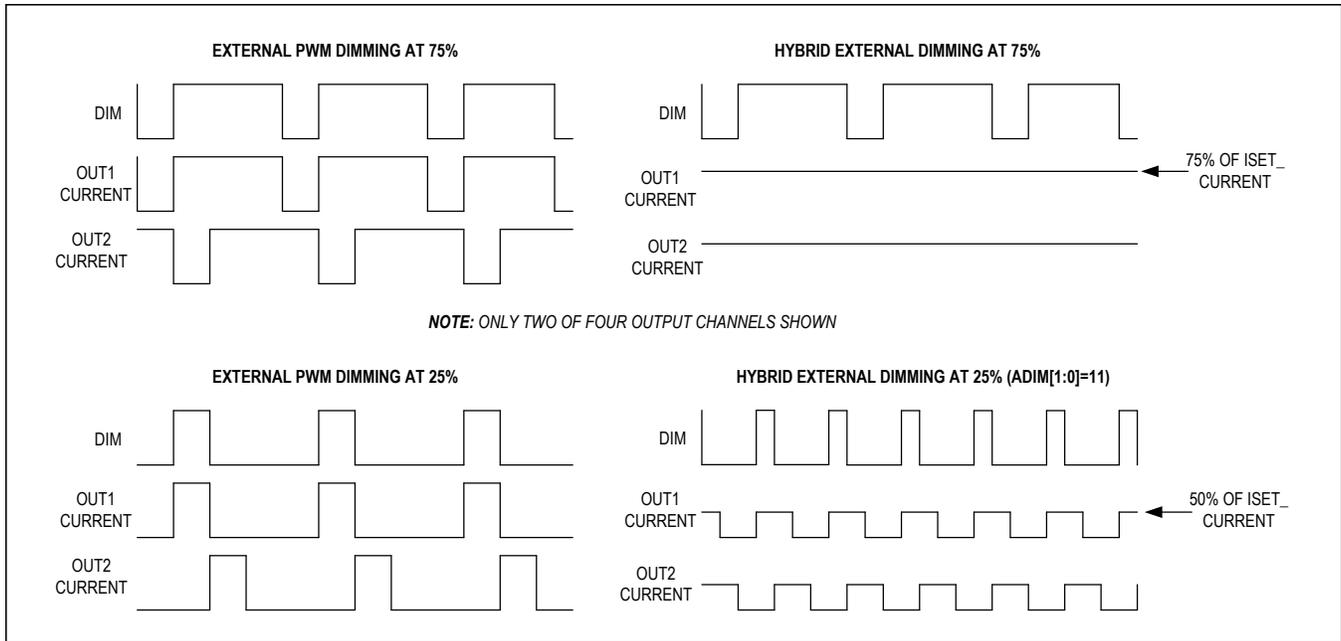 EXTERNAL PWM DIMMING AT 75%
DIM
OUT1
CURRENT
OUT2
CURRENT
HYBRID EXTERNAL DIMMING AT 75%
DIM
OUT1
CURRENT
75% OF ISET_
CURRENT
OUT2
CURRENT
NOTE: ONLY TWO OF FOUR OUTPUT CHANNELS SHOWN
EXTERNAL PWM DIMMING AT 25%
DIM
OUT1
CURRENT
OUT2
CURRENT
HYBRID EXTERNAL DIMMING AT 25% (ADIM[1:0]=11)
DIM
OUT1
CURRENT
50% OF ISET_
CURRENT
OUT2
CURRENT